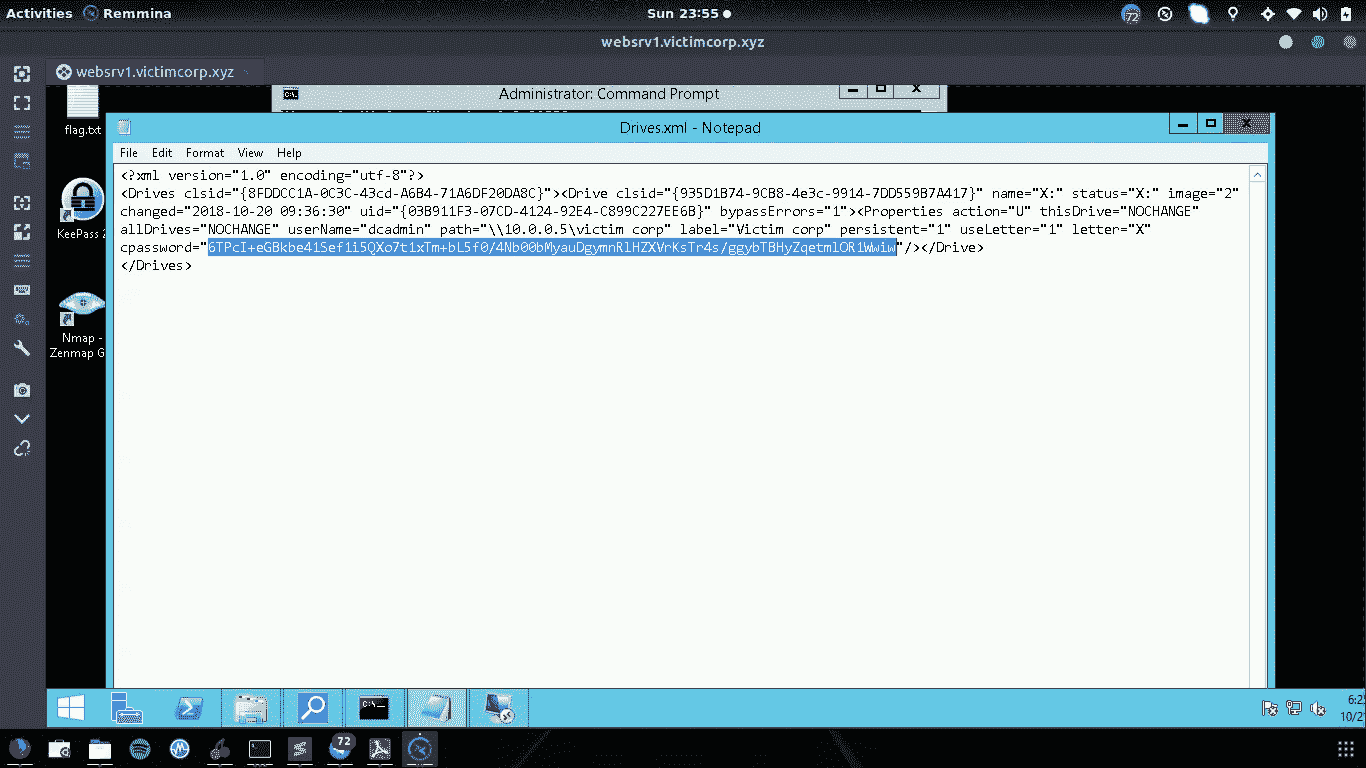 Activities Remmina Sun 23:55 72
websrv1.victimcorp.xyz
websrv1.victimcorp.xyz
Administrator: Command Prompt
flag.txt
Drives.xml - Notepad
File Edit Format View Help
<?xml version="1.0" encoding="utf-8"?>
<Drives clsid="{8FDDCC1A-0C3C-43cd-A6B4-71A6DF20DA8C}"><Drive clsid="{935D1B74-9CB8-4e3c-9914-7DD559B7A417}" name="X:" status="X:" image="2"
changed="2018-10-20 09:36:30" uid="{03B911F3-07CD-4124-92E4-C899C227EE6B}" bypassErrors="1"><Properties action="U" thisDrive="NOCHANGE"
allDrives="NOCHANGE" userName="dcadmin" path="\\10.0.0.5\victim corp" label="Victim corp" persistent="1" useLetter="1" letter="X"
cpassword="6TPcI+eGBkbe41Sef1i5QXo7t1xTm+bL5f0/4Nb00bMyauDgymnRlHZXVrKsTr4s/ggybTBHyZqetmlOR1Wwiw"/></Drive>
</Drives>
KeePass 2
Nmap -
Zenmap G
6:2
10/2
72